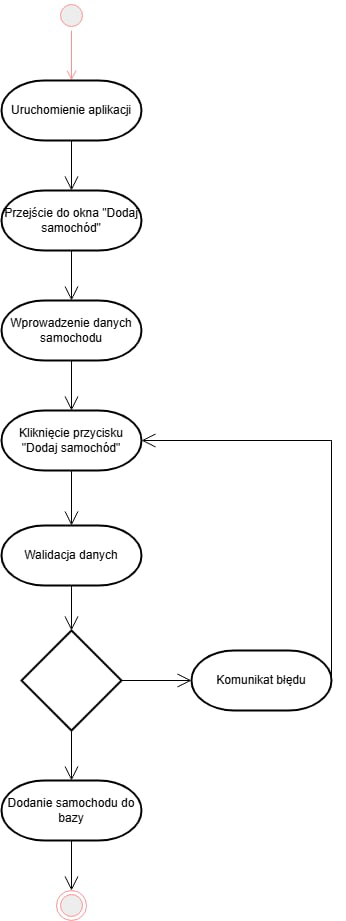 Uruchomienie aplikacji
Przejście do okna "Dodaj
samochód"
Wprowadzenie danych
samochodu
Kliknięcie przycisku
"Dodaj samochód"
Walidacja danych
Komunikat błędu
Dodanie samochodu do
bazy